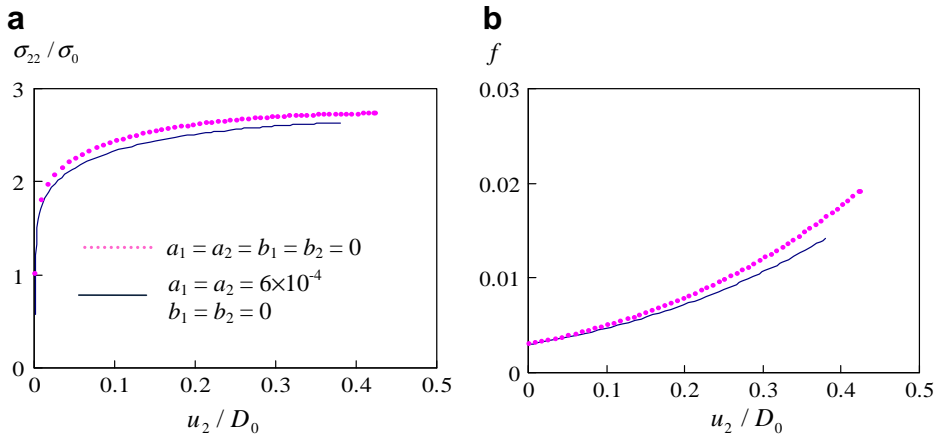 a
b
σ₂₂ / σ₀
f
3
2
1
0
0
0.1
0.2
0.3
0.4
0.5
u₂ / D₀
a₁ = a₂ = b₁ = b₂ = 0
a₁ = a₂ = 6×10⁻⁴
b₁ = b₂ = 0
0.03
0.02
0.01
0
0
0.1
0.2
0.3
0.4
0.5
u₂ / D₀